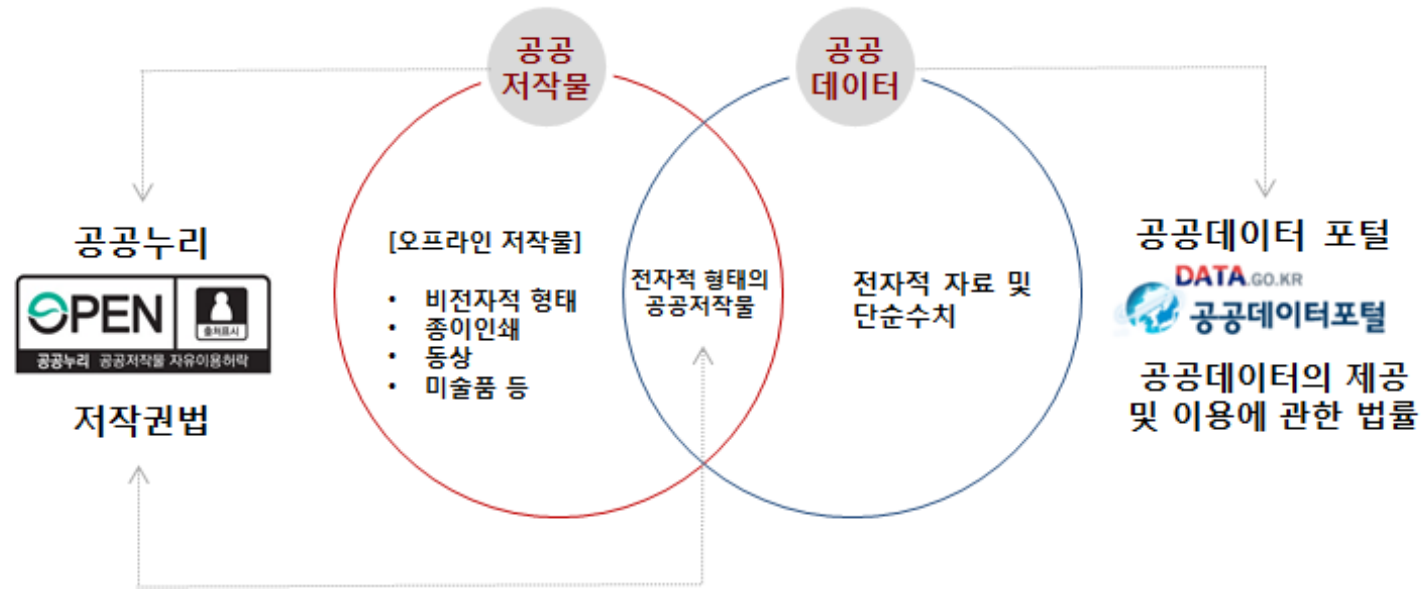 공공
저작물
공공
데이터
공공누리
OPEN
출처표시
공공누리 공공저작물 자유이용허락
저작권법
[오프라인 저작물]
• 비전자적 형태
• 종이인쇄
• 동상
• 미술품 등
전자적 형태의
공공저작물
전자적 자료 및
단순수치
공공데이터 포털
DATA.GO.KR
공공데이터포털
공공데이터의 제공
및 이용에 관한 법률